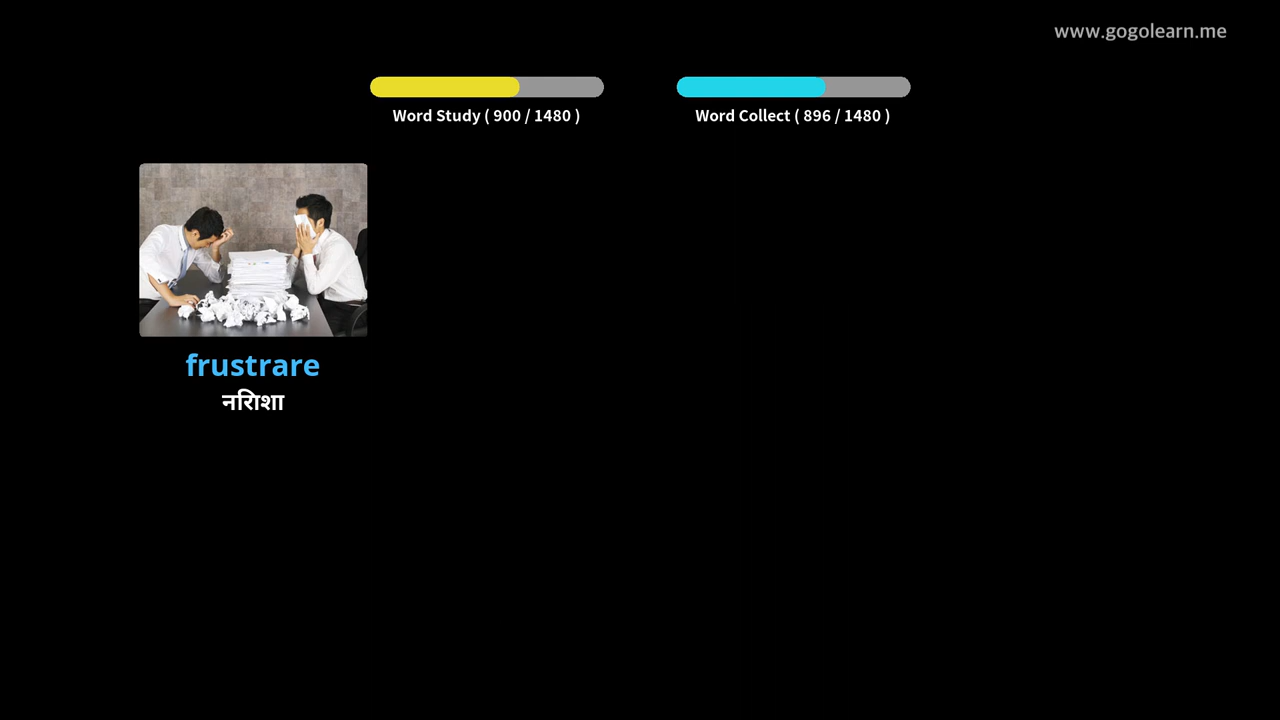 www.gogolearn.me
Word Study ( 900 / 1480 )
Word Collect ( 896 / 1480 )
frustrare
नरिाशा